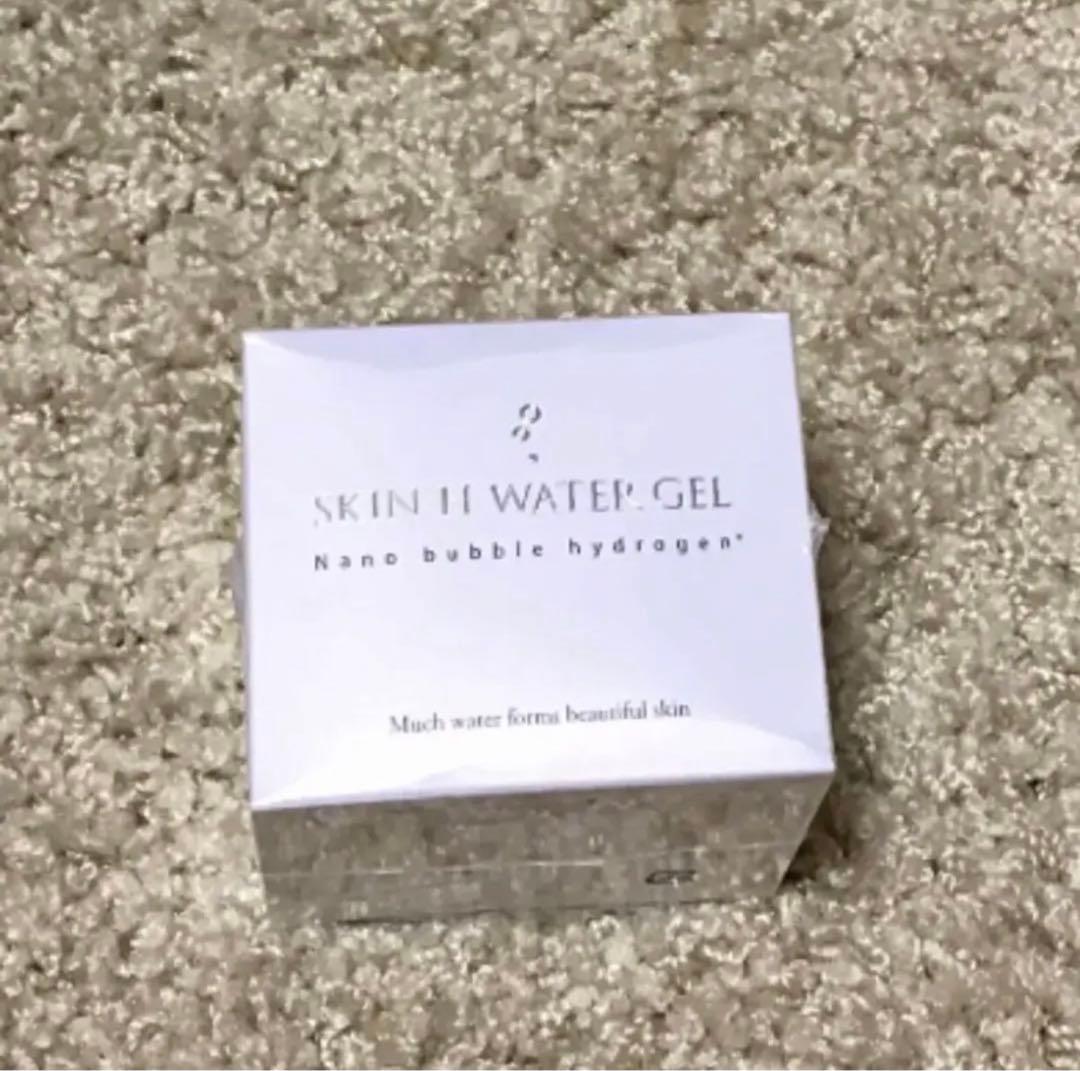 SKIN H WATER GEL
Nano bubble hydrogen*
Much water forms beautiful skin